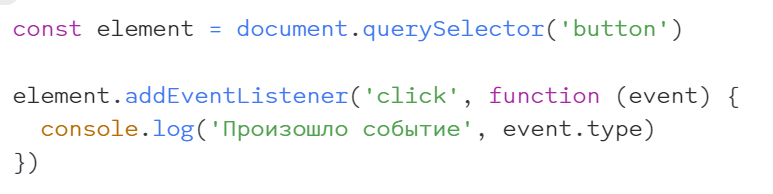 const element = document.querySelector('button')
element.addEventListener('click', function (event) {
  console.log('Произошло событие', event.type)
})